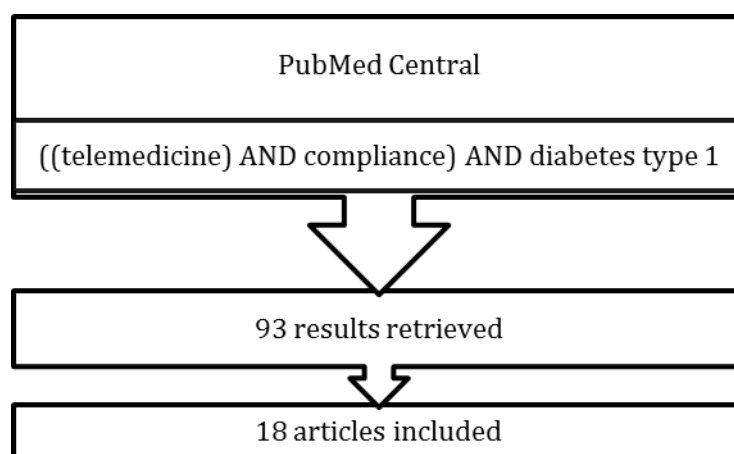 PubMed Central
((telemedicine) AND compliance) AND diabetes type 1
93 results retrieved
18 articles included